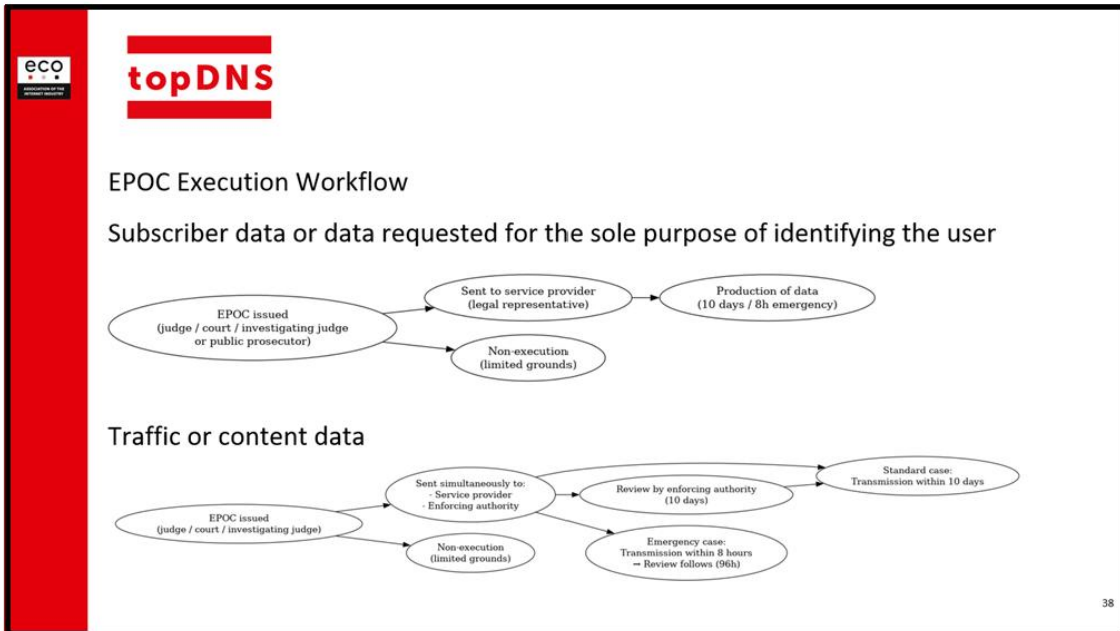 eco
ASSOCIATION OF THE
INTERNET INDUSTRY
topDNS
EPOC Execution Workflow
Subscriber data or data requested for the sole purpose of identifying the user
EPOC issued
(judge / court / investigating judge
or public prosecutor)
Sent to service provider
(legal representative)
Production of data
(10 days / 8h emergency)
Non-execution
(limited grounds)
Traffic or content data
EPOC issued
(judge / court / investigating judge)
Sent simultaneously to:
- Service provider
- Enforcing authority
Non-execution
(limited grounds)
Review by enforcing authority
(10 days)
Emergency case:
Transmission within 8 hours
→ Review follows (96h)
Standard case:
Transmission within 10 days
38